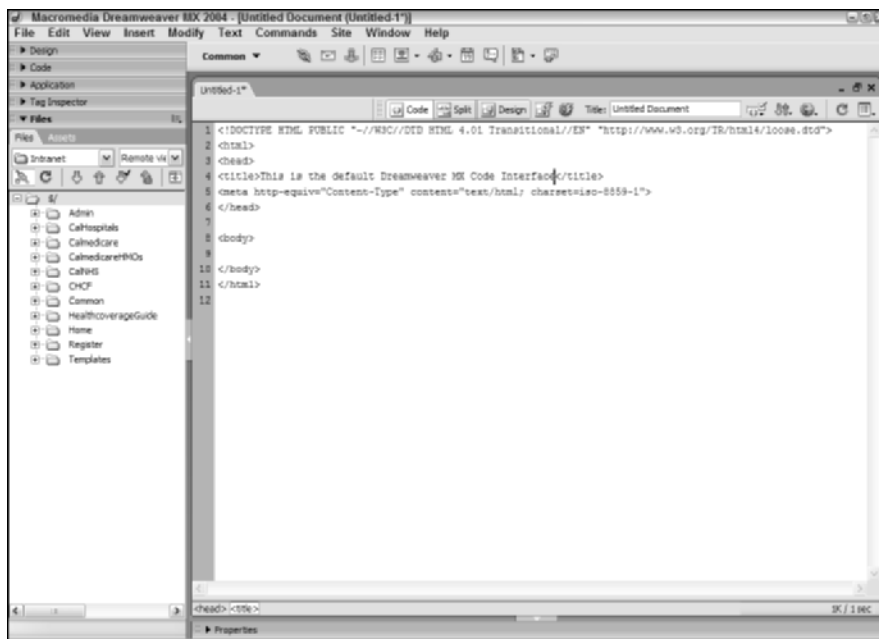 Macromedia Dreamweaver MX 2004 - [Untitled Document (Untitled-1*)]
File Edit View Insert Modify Text Commands Site Window Help
Design
Code
Application
Tag Inspector
Files
Files Assets
Intranet Remote vie
$/
Admin
CalHospitals
Calmedicare
CalmedicareHMOs
CalNHS
CHCF
Common
HealthcoverageGuide
Home
Register
Templates
Common
Untitled-1*
Code Split Design Title: Untitled Document
1 <!DOCTYPE HTML PUBLIC "-//W3C//DTD HTML 4.01 Transitional//EN" "http://www.w3.org/TR/html4/loose.dtd">
2 <html>
3 <head>
4 <title>This is the default Dreamweaver MX Code Interface</title>
5 <meta http-equiv="Content-Type" content="text/html; charset=iso-8859-1">
6 </head>
7
8 <body>
9
10 </body>
11 </html>
12
<head> <title>
1K / 1 sec
Properties